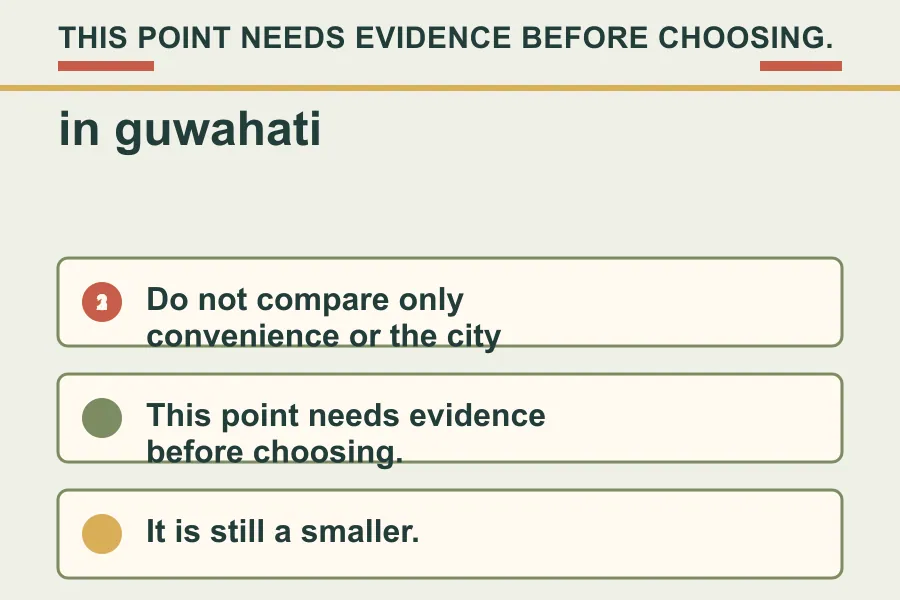 THIS POINT NEEDS EVIDENCE BEFORE CHOOSING.
in guwahati
Do not compare only
convenience or the city
This point needs evidence
before choosing.
It is still a smaller.